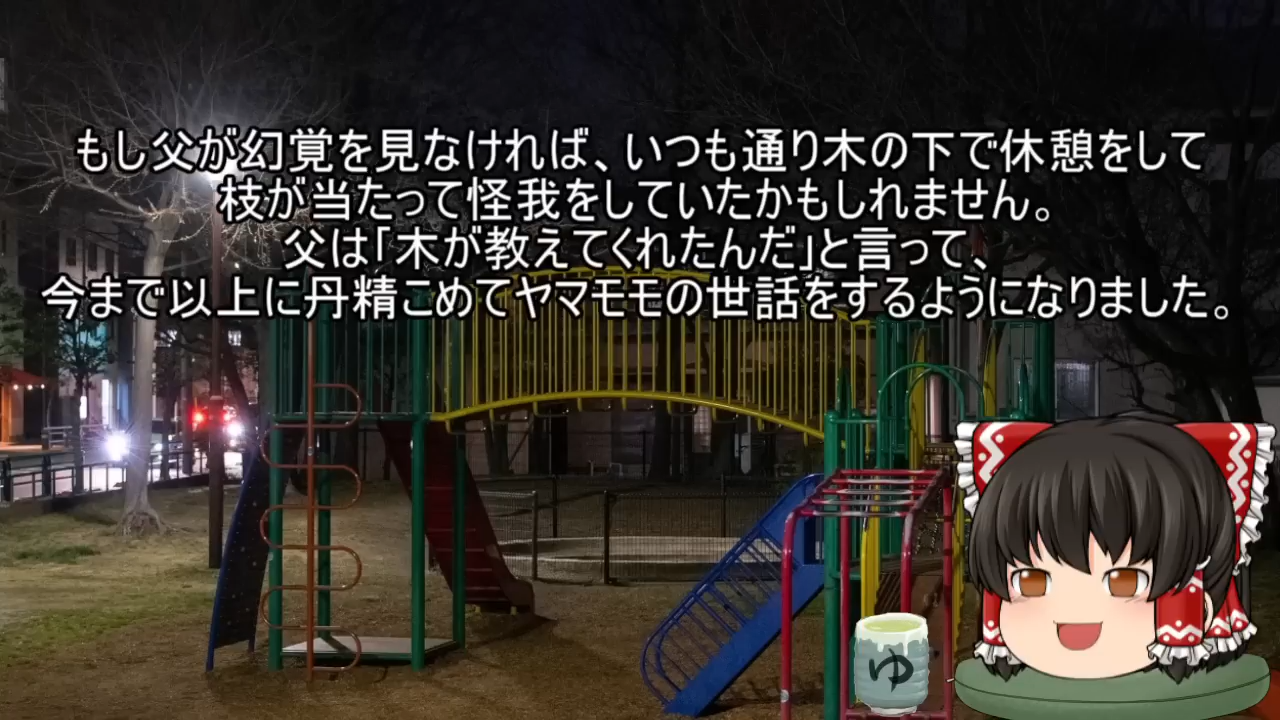 もし父が幻覚を見なければ、いつも通り木の下で休憩をして
枝が当たって怪我をしていたかもしれません。
父は｢木が教えてくれたんだ｣と言って、
今まで以上に丹精こめてヤマモモの世話をするようになりました。
ゆ